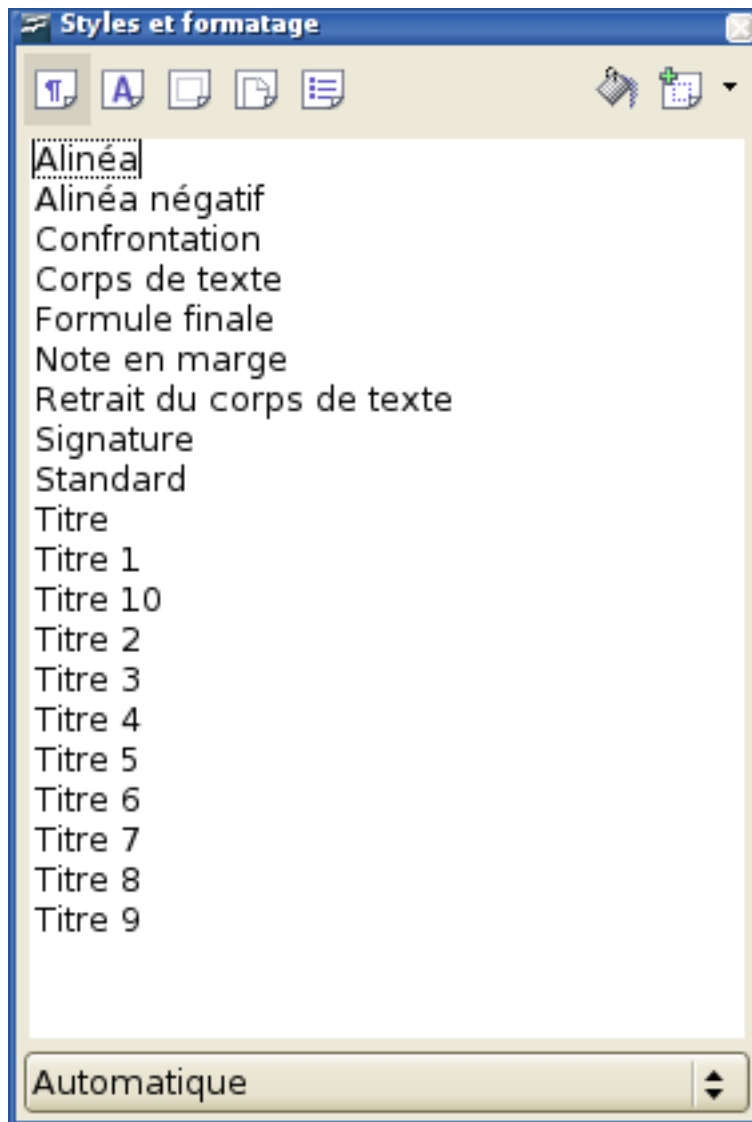 Styles et formatage
Alinéa
Alinéa négatif
Confrontation
Corps de texte
Formule finale
Note en marge
Retrait du corps de texte
Signature
Standard
Titre
Titre 1
Titre 10
Titre 2
Titre 3
Titre 4
Titre 5
Titre 6
Titre 7
Titre 8
Titre 9
Automatique